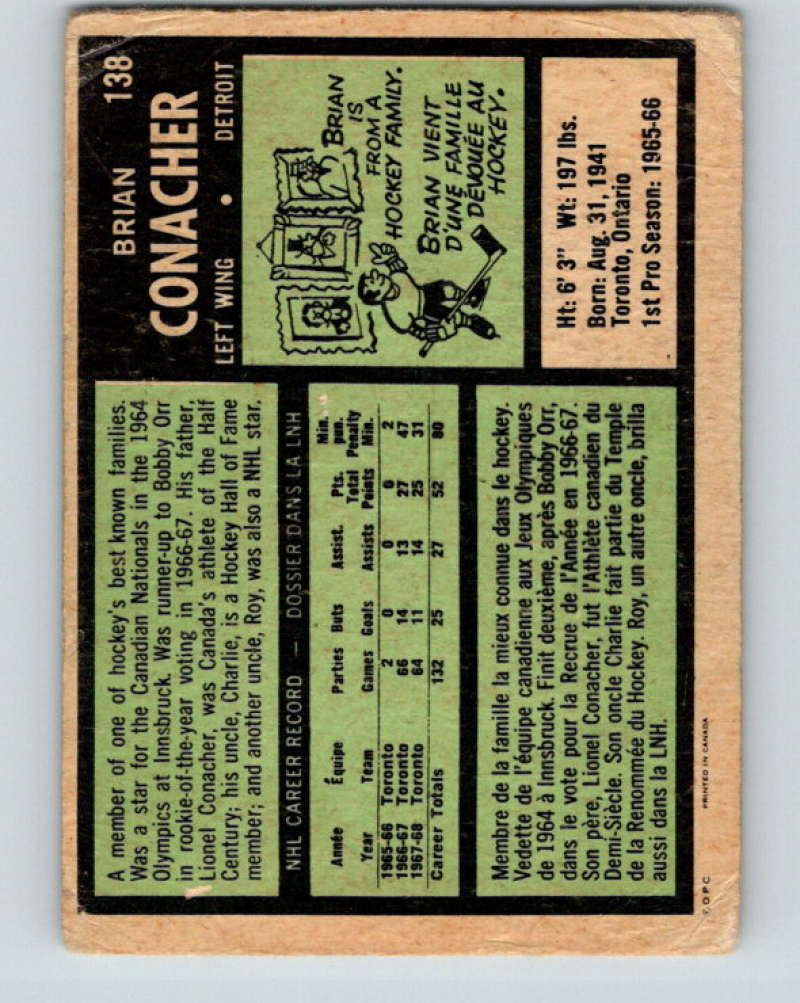 BRIAN 138
CONACHER
LEFT WING • DETROIT
A member of one of hockey's best known families.
Was a star for the Canadian Nationals in the 1964
Olympics at Innsbruck. Was runner-up to Bobby Orr
in rookie-of-the-year voting in 1966-67. His father,
Lionel Conacher, was Canada's athlete of the Half
Century; his uncle, Charlie, is a Hockey Hall of Fame
member; and another uncle, Roy, was also a NHL star.
BRIAN
IS
FROM A
HOCKEY FAMILY.
BRIAN VIENT
D'UNE FAMILLE
DÉVOUÉE AU
HOCKEY.
NHL CAREER RECORD — DOSSIER DANS LA LNH
Année Équipe Parties Buts Assist. Pts. Min. pun.
Year Team Games Goals Assists Total Points Penalty Min.
1965-66 Toronto 2 0 0 0 2
1966-67 Toronto 66 14 13 27 47
1967-68 Toronto 64 11 14 25 31
Career Totals 132 25 27 52 80
Ht: 6' 3" Wt: 197 lbs.
Born: Aug. 31, 1941
Toronto, Ontario
1st Pro Season: 1965-66
Membre de la famille la mieux connue dans le hockey.
Vedette de l'équipe canadienne aux Jeux Olympiques
de 1964 à Innsbruck. Finit deuxième, après Bobby Orr,
dans le vote pour la Recrue de l'Année en 1966-67.
Son père, Lionel Conacher, fut l'Athlète canadien du
Demi-Siècle. Son oncle Charlie fait partie du Temple
de la Renommée du Hockey. Roy, un autre oncle, brilla
aussi dans la LNH.
O P C PRINTED IN CANADA